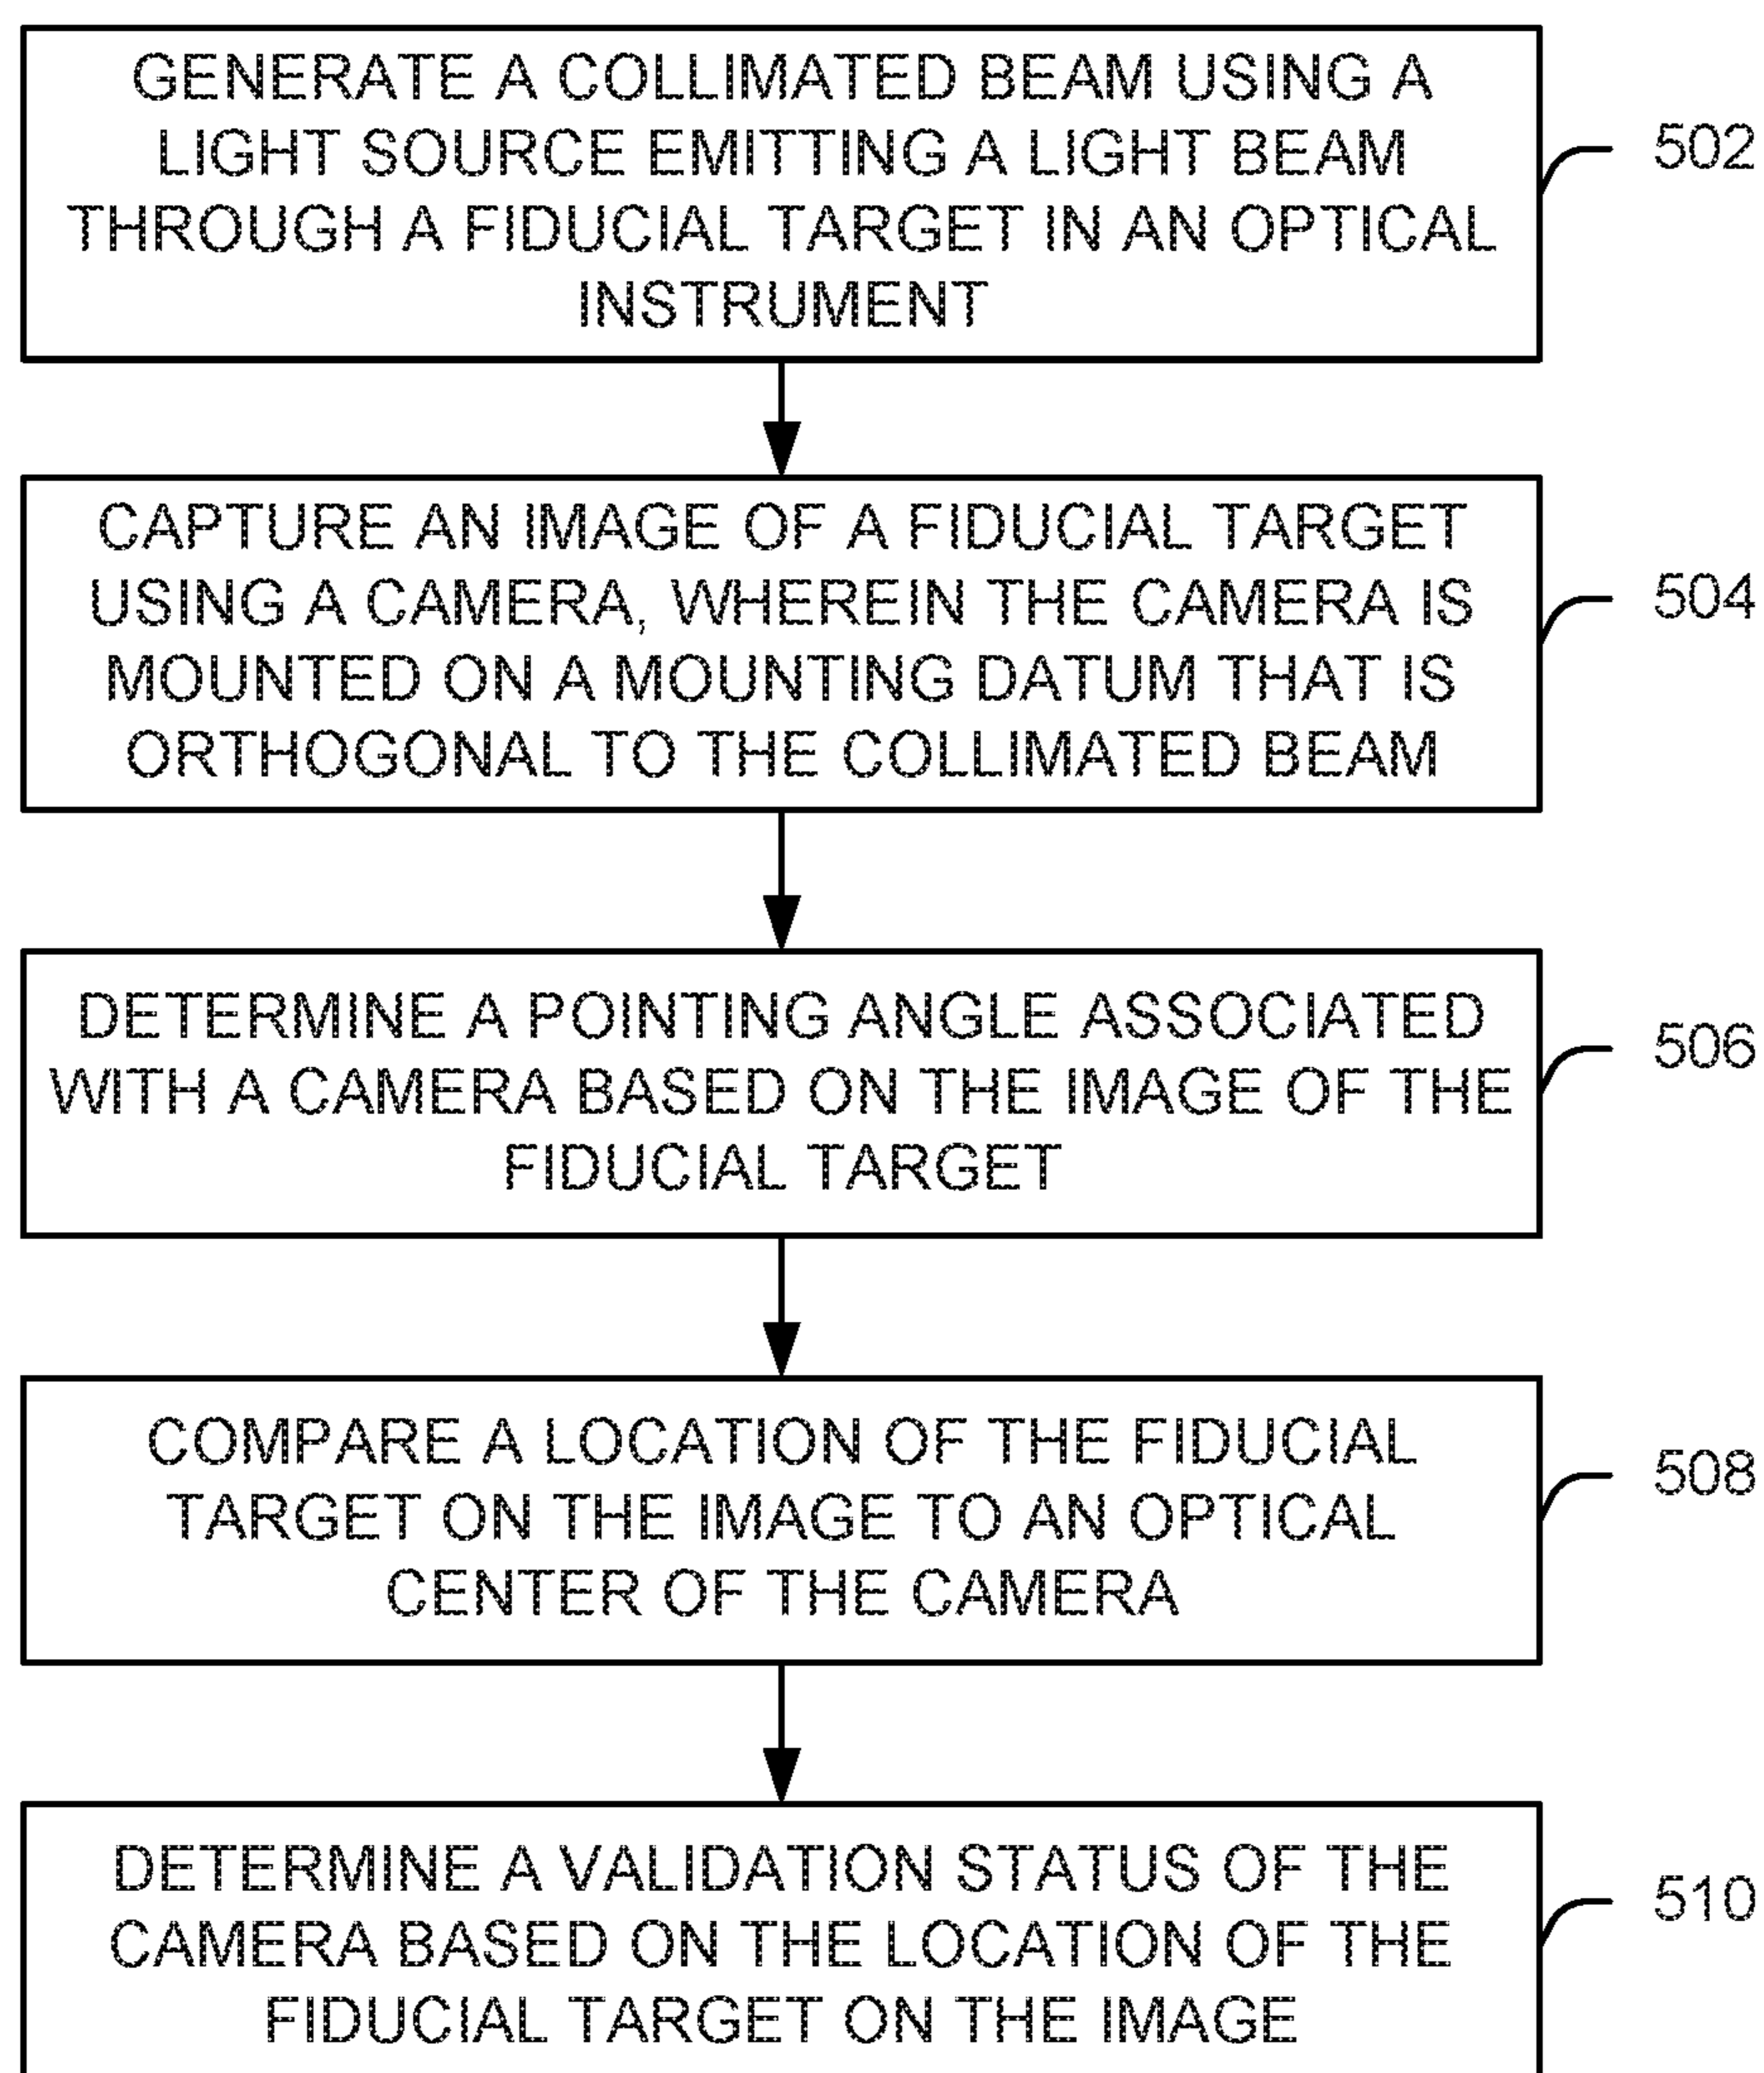 GENERATE A COLLIMATED BEAM USING A
LIGHT SOURCE EMITTING A LIGHT BEAM
THROUGH A FIDUCIAL TARGET IN AN OPTICAL
INSTRUMENT
502
CAPTURE AN IMAGE OF A FIDUCIAL TARGET
USING A CAMERA, WHEREIN THE CAMERA IS
MOUNTED ON A MOUNTING DATUM THAT IS
ORTHOGONAL TO THE COLLIMATED BEAM
504
DETERMINE A POINTING ANGLE ASSOCIATED
WITH A CAMERA BASED ON THE IMAGE OF THE
FIDUCIAL TARGET
506
COMPARE A LOCATION OF THE FIDUCIAL
TARGET ON THE IMAGE TO AN OPTICAL
CENTER OF THE CAMERA
508
DETERMINE A VALIDATION STATUS OF THE
CAMERA BASED ON THE LOCATION OF THE
FIDUCIAL TARGET ON THE IMAGE
510